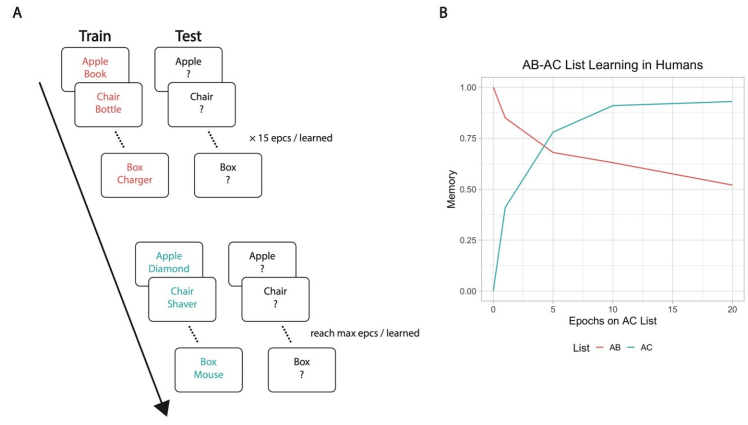 A
Train
Test
Apple
Book
Apple
?
Chair
Bottle
Chair
?
× 15 epcs / learned
Box
Charger
Box
?
Apple
Diamond
Apple
?
Chair
Shaver
Chair
?
reach max epcs / learned
Box
Mouse
Box
?
B
AB-AC List Learning in Humans
Memory
1.00
0.75
0.50
0.25
0.00
0
5
10
15
20
Epochs on AC List
List AB AC